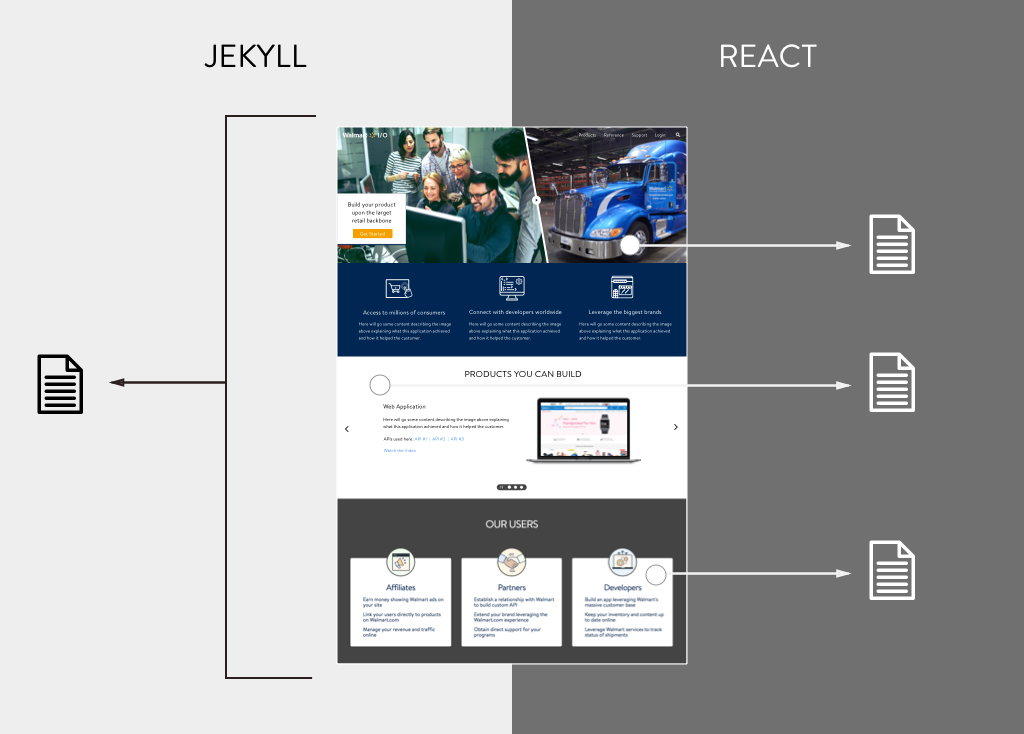 JEKYLL
REACT
Walmart I/O
Products Reference Support Login
Walmart
Build your product
upon the larget
retail backbone
Get Started
Access to millions of consumers
Here will go some content describing the image
above explaining what this application achieved
and how it helped the customer.
Connect with developers worldwide
Here will go some content describing the image
above explaining what this application achieved
and how it helped the customer.
Leverage the biggest brands
Here will go some content describing the image
above explaining what this application achieved
and how it helped the customer.
PRODUCTS YOU CAN BUILD
Web Application
Here will go some content describing the image above explaining
what this application achieved and how it helped the customer.
APIs used here: API #1 | API #2 | API #3
Watch the Video
OUR USERS
Affiliates
Earn money showing Walmart ads on
your site
Link your users directly to products
on Walmart.com
Manage your revenue and traffic
online
Partners
Establish a relationship with Walmart
to build custom API
Extend your brand leveraging the
Walmart.com experience
Obtain direct support for your
programs
Developers
Build an app leveraging Walmart's
massive customer base
Keep your inventory and content up
to date online
Leverage Walmart services to track
status of shipments